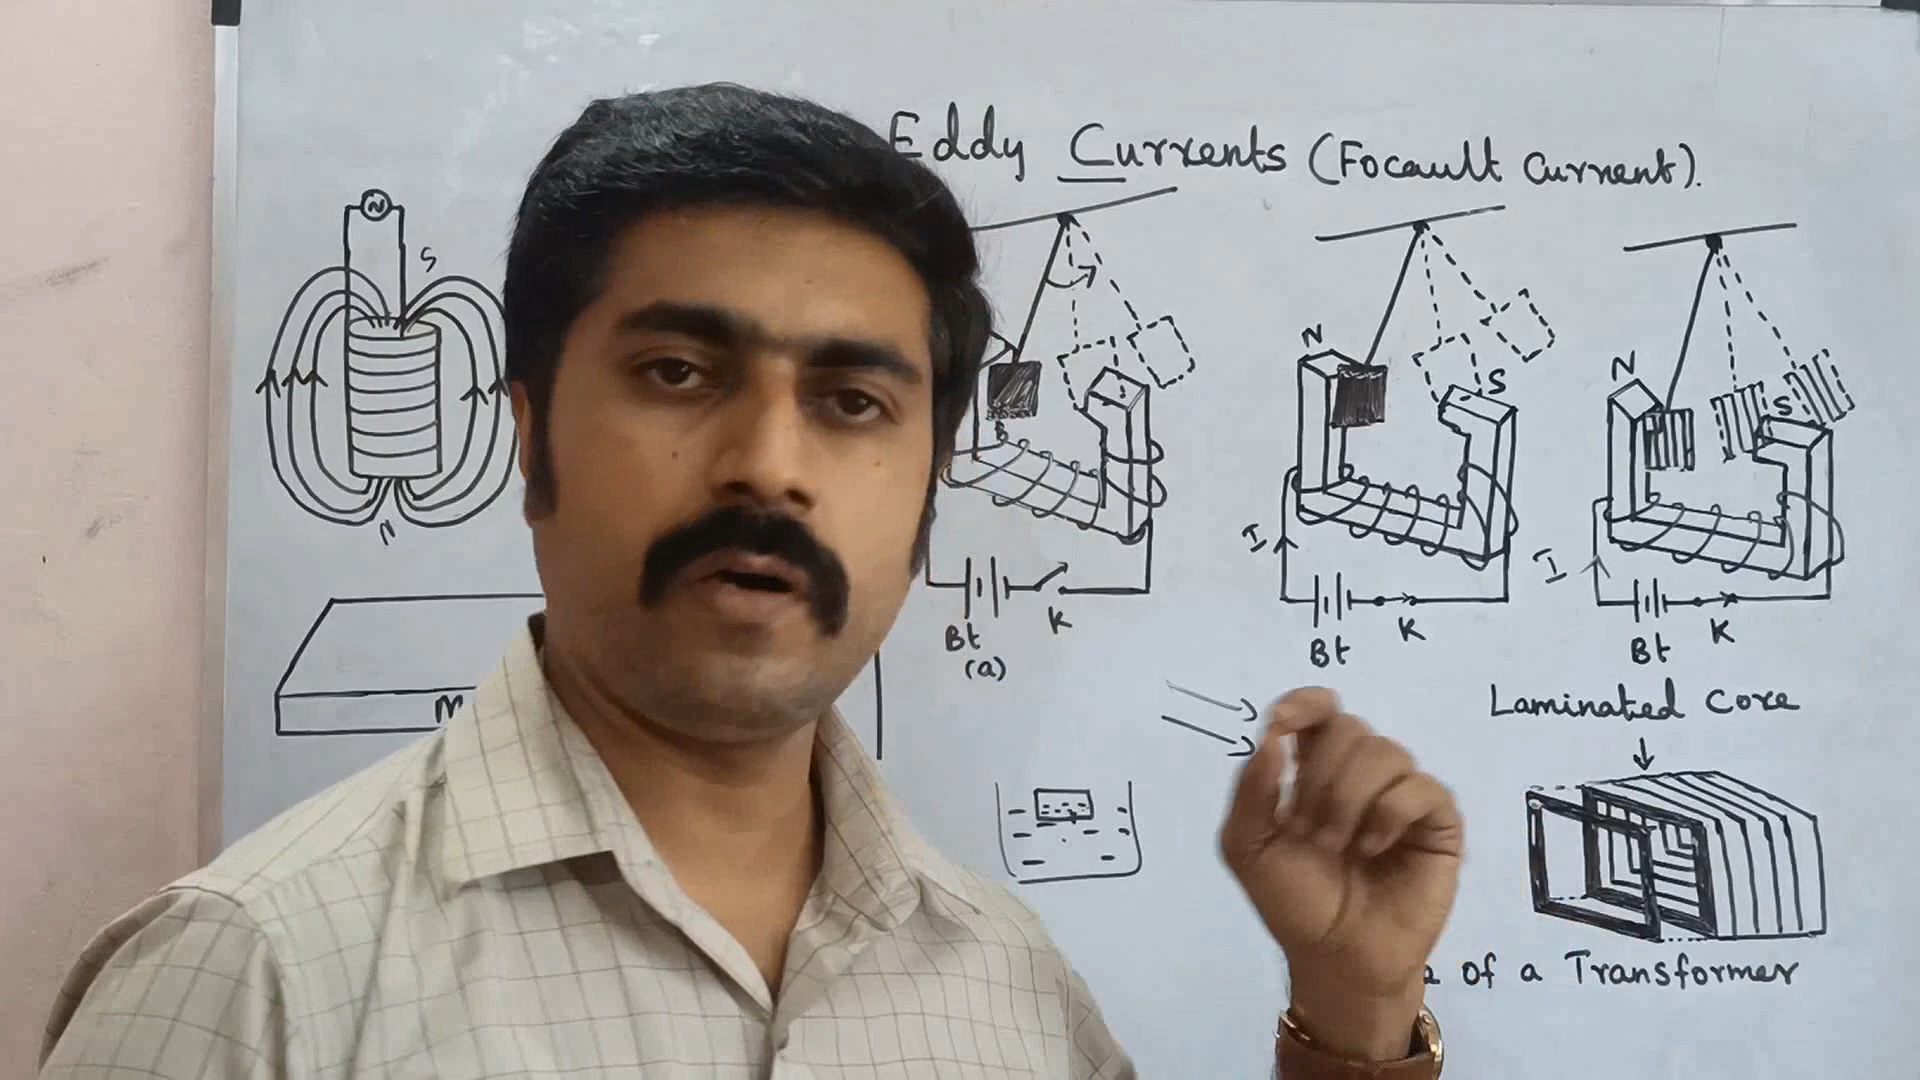 Eddy Currents (Focault Current).
N
S
N
M
B
Bt
K
(a)
N
S
I
Bt
K
N
S
I
Bt
K
Laminated Core
of a Transformer